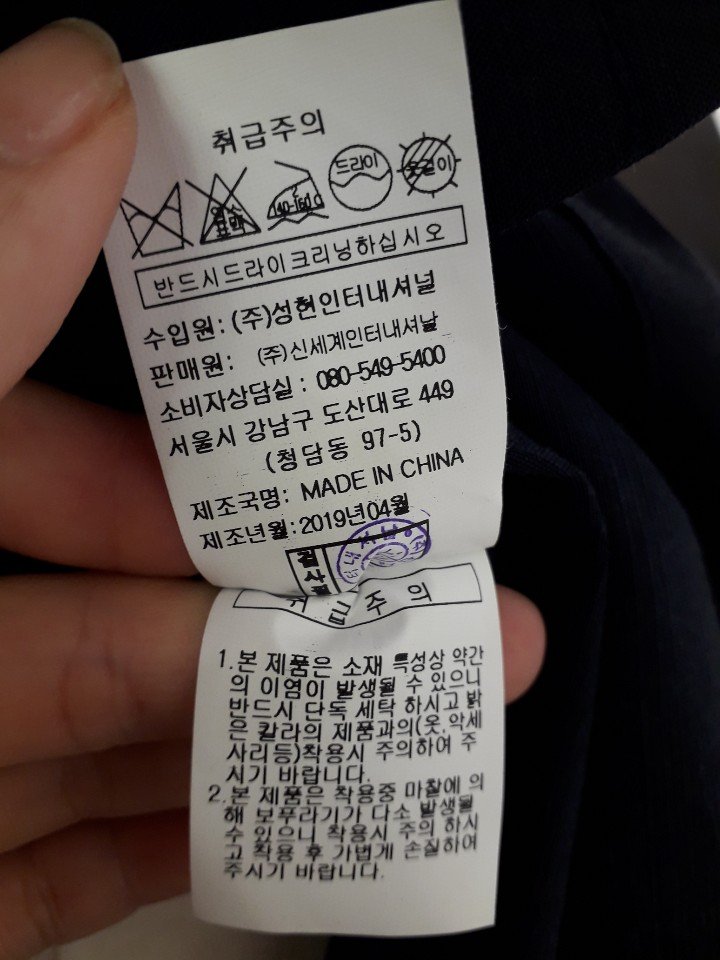 취급주의
드라이
옷걸이
140~160℃
반드시드라이크리닝하십시오
수입원: (주)성현인터내셔널
판매원: (주)신세계인터내셔날
소비자상담실 : 080-549-5400
서울시 강남구 도산대로 449
(청담동 97-5)
제조국명: MADE IN CHINA
제조년월:2019년04월
검사필
취급주의
1.본 제품은 소재 특성상 약간
의 이염이 발생될 수 있으니
반드시 단독 세탁 하시고 밝
은 칼라의 제품과의(옷,악세
사리등)착용시 주의하여 주
시기 바랍니다.
2.본 제품은 착용중 마찰에 의
해 보푸라기가 다소 발생될
수 있으니 착용시 주의 하시
고 착용 후 가볍게 손질하여
주시기 바랍니다.